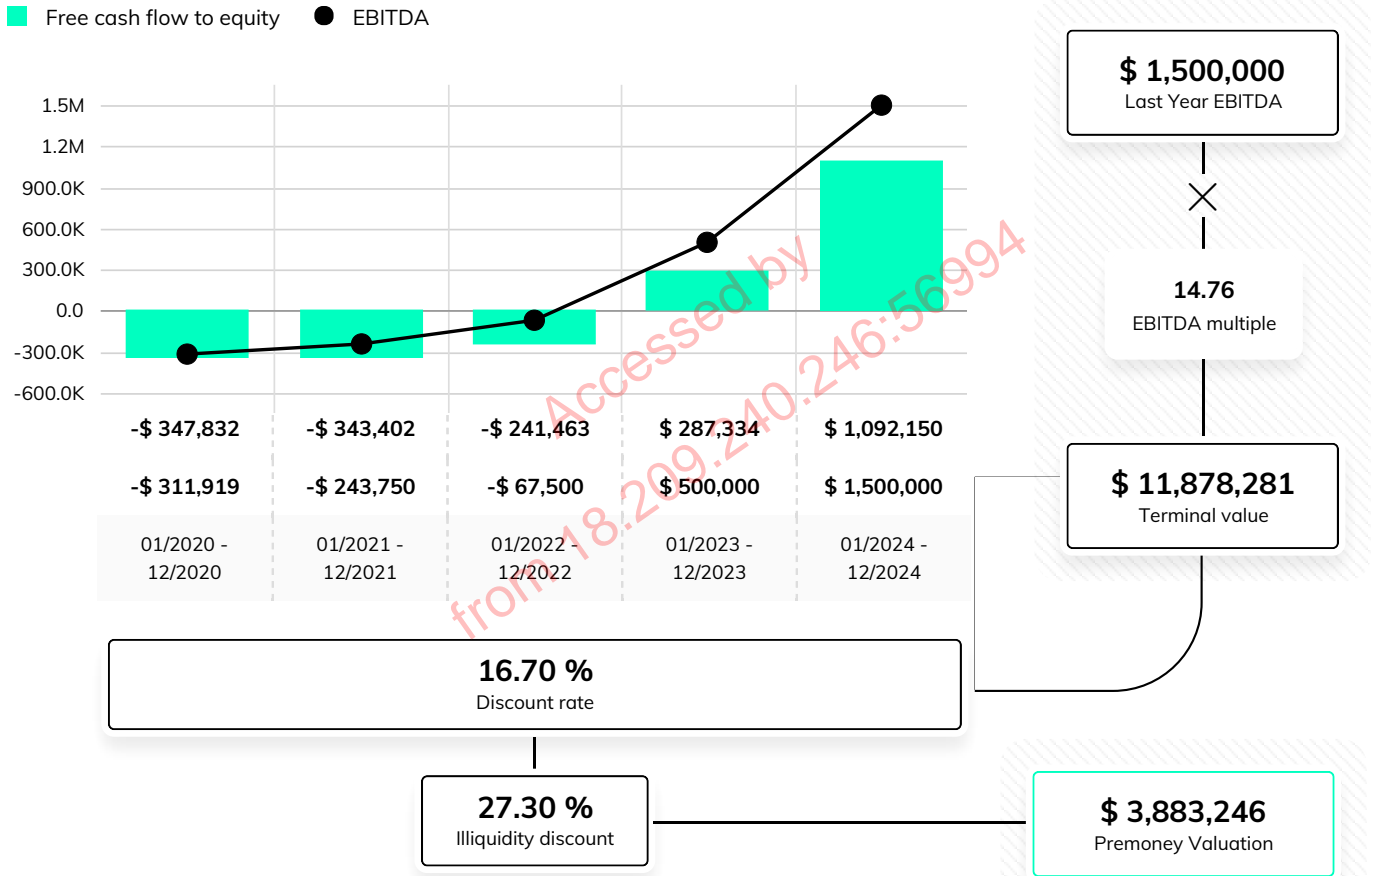 Free cash flow to equity
EBITDA
1.5M
1.2M
900.0K
600.0K
300.0K
0.0
-300.0K
-600.0K
-$ 347,832
-$ 343,402
-$ 241,463
$ 287,334
$ 1,092,150
-$ 311,919
-$ 243,750
-$ 67,500
$ 500,000
$ 1,500,000
01/2020 -
12/2020
01/2021 -
12/2021
01/2022 -
12/2022
01/2023 -
12/2023
01/2024 -
12/2024
$ 1,500,000
Last Year EBITDA
14.76
EBITDA multiple
$ 11,878,281
Terminal value
16.70 %
Discount rate
27.30 %
Illiquidity discount
$ 3,883,246
Premoney Valuation
Accessed by
from 18.209.240.246:56994